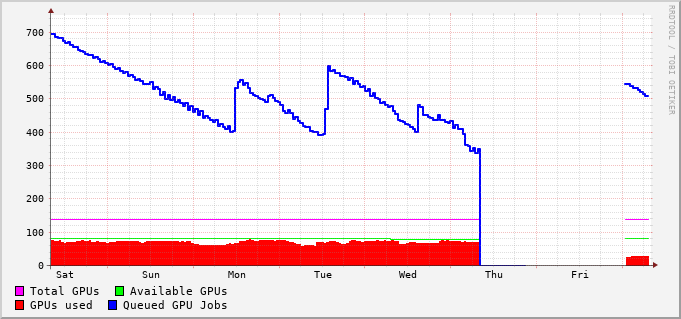 RRDTOOL / TOBI OETIKER
700
600
500
400
300
200
100
0
Sat Sun Mon Tue Wed Thu Fri
Total GPUs Available GPUs
GPUs used Queued GPU Jobs